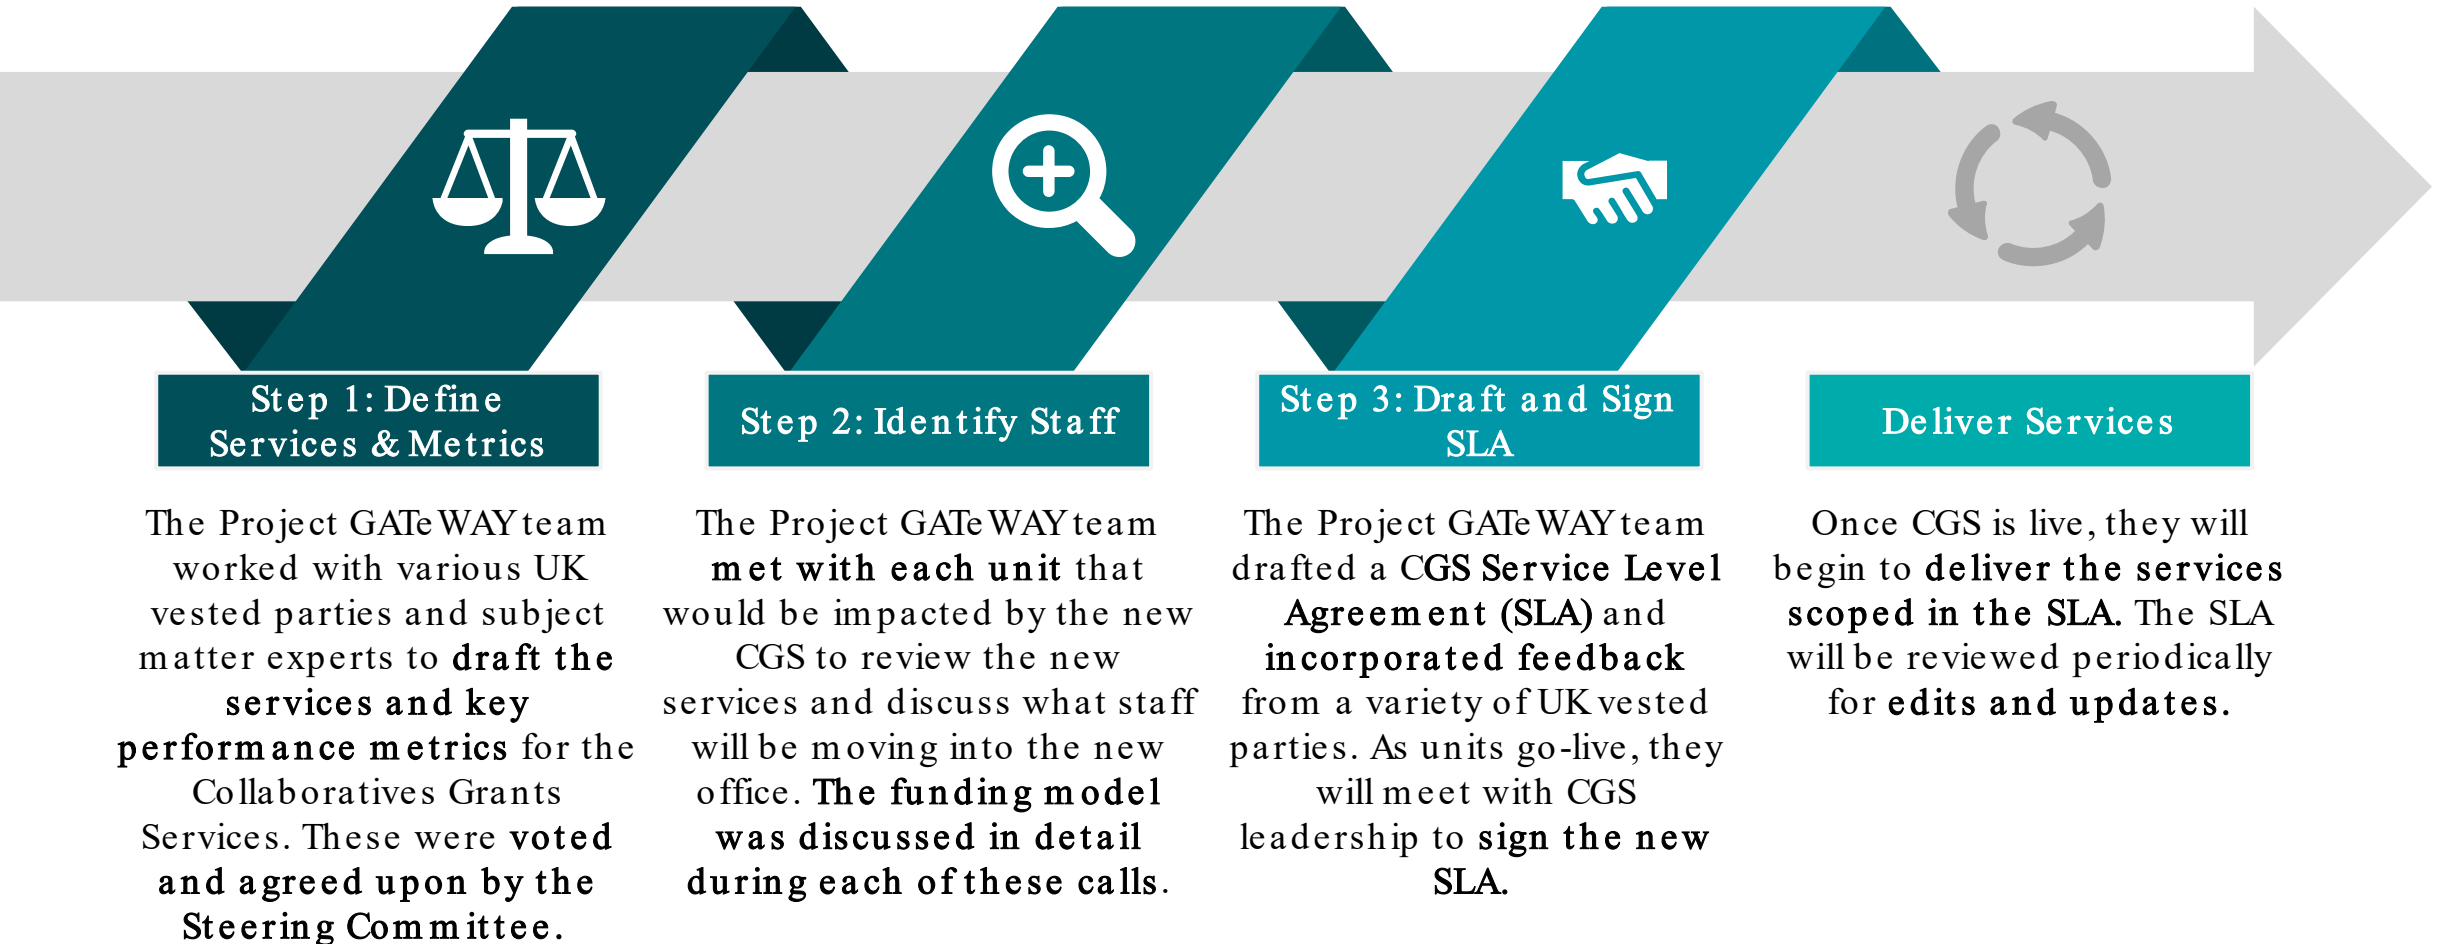 Step 1: Define
Services & Metrics
The Project GATeWAY team
worked with various UK
vested parties and subject
matter experts to draft the
services and key
performance metrics for the
Collaboratives Grants
Services. These were voted
and agreed upon by the
Steering Committee.
Step 2: Identify Staff
The Project GATeWAY team
met with each unit that
would be impacted by the new
CGS to review the new
services and discuss what staff
will be moving into the new
office. The funding model
was discussed in detail
during each of these calls.
Step 3: Draft and Sign
SLA
The Project GATeWAY team
drafted a CGS Service Level
Agreement (SLA) and
incorporated feedback
from a variety of UK vested
parties. As units go-live, they
will meet with CGS
leadership to sign the new
SLA.
Deliver Services
Once CGS is live, they will
begin to deliver the services
scoped in the SLA. The SLA
will be reviewed periodically
for edits and updates.